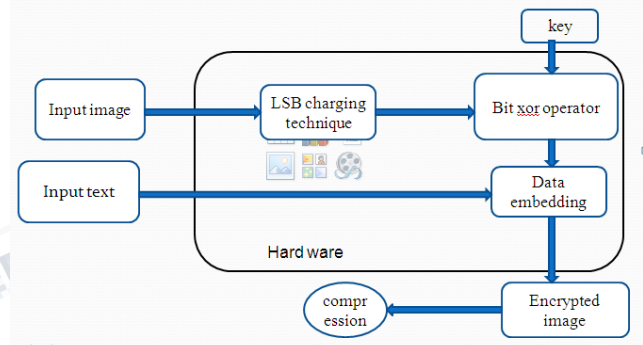 key
Input image
LSB charging
technique
Bit xor operator
Input text
Data
embedding
Hard ware
compr
ession
Encrypted
image